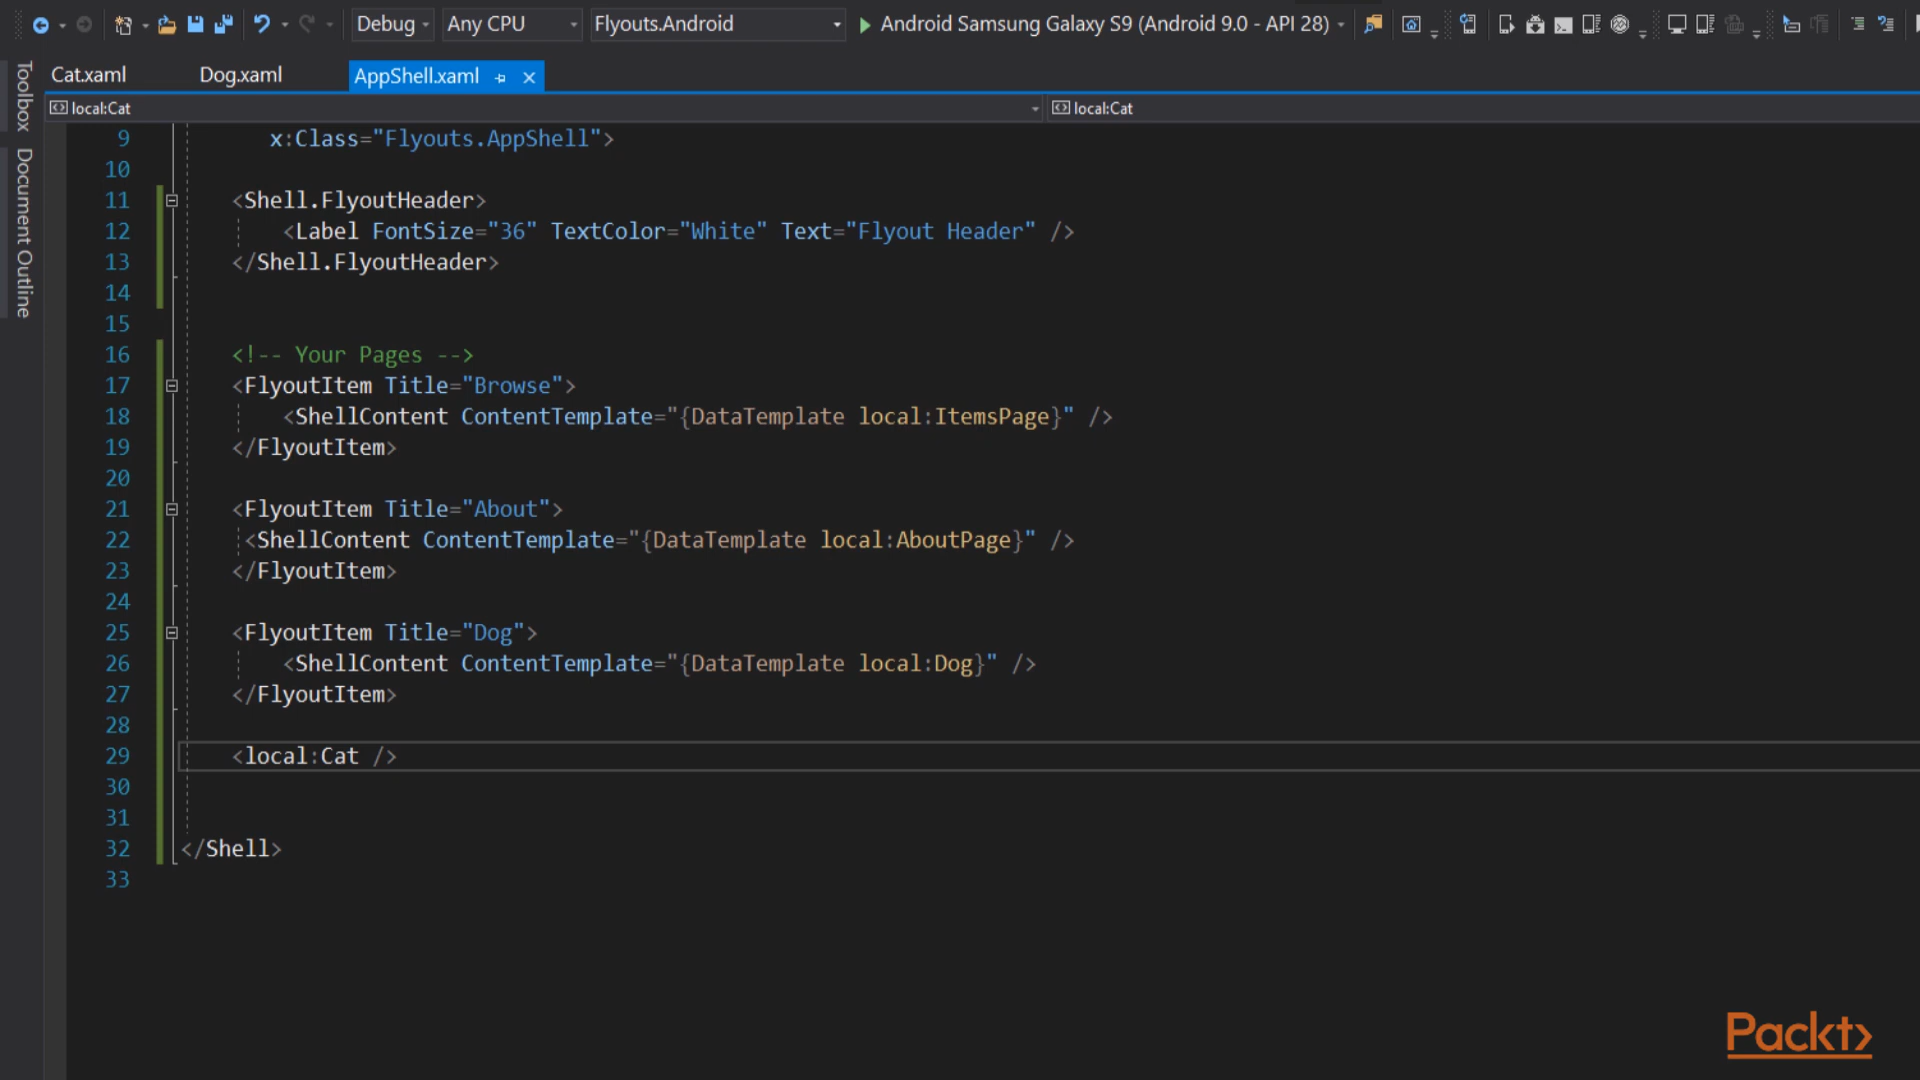 Debug Any CPU Flyouts.Android Android Samsung Galaxy S9 (Android 9.0 - API 28)
Toolbox
Document Outline
Cat.xaml Dog.xaml AppShell.xaml
local:Cat local:Cat
9 x:Class="Flyouts.AppShell">
10
11 <Shell.FlyoutHeader>
12 <Label FontSize="36" TextColor="White" Text="Flyout Header" />
13 </Shell.FlyoutHeader>
14
15
16 <!-- Your Pages -->
17 <FlyoutItem Title="Browse">
18 <ShellContent ContentTemplate="{DataTemplate local:ItemsPage}" />
19 </FlyoutItem>
20
21 <FlyoutItem Title="About">
22 <ShellContent ContentTemplate="{DataTemplate local:AboutPage}" />
23 </FlyoutItem>
24
25 <FlyoutItem Title="Dog">
26 <ShellContent ContentTemplate="{DataTemplate local:Dog}" />
27 </FlyoutItem>
28
29 <local:Cat />
30
31
32 </Shell>
33
Packt>